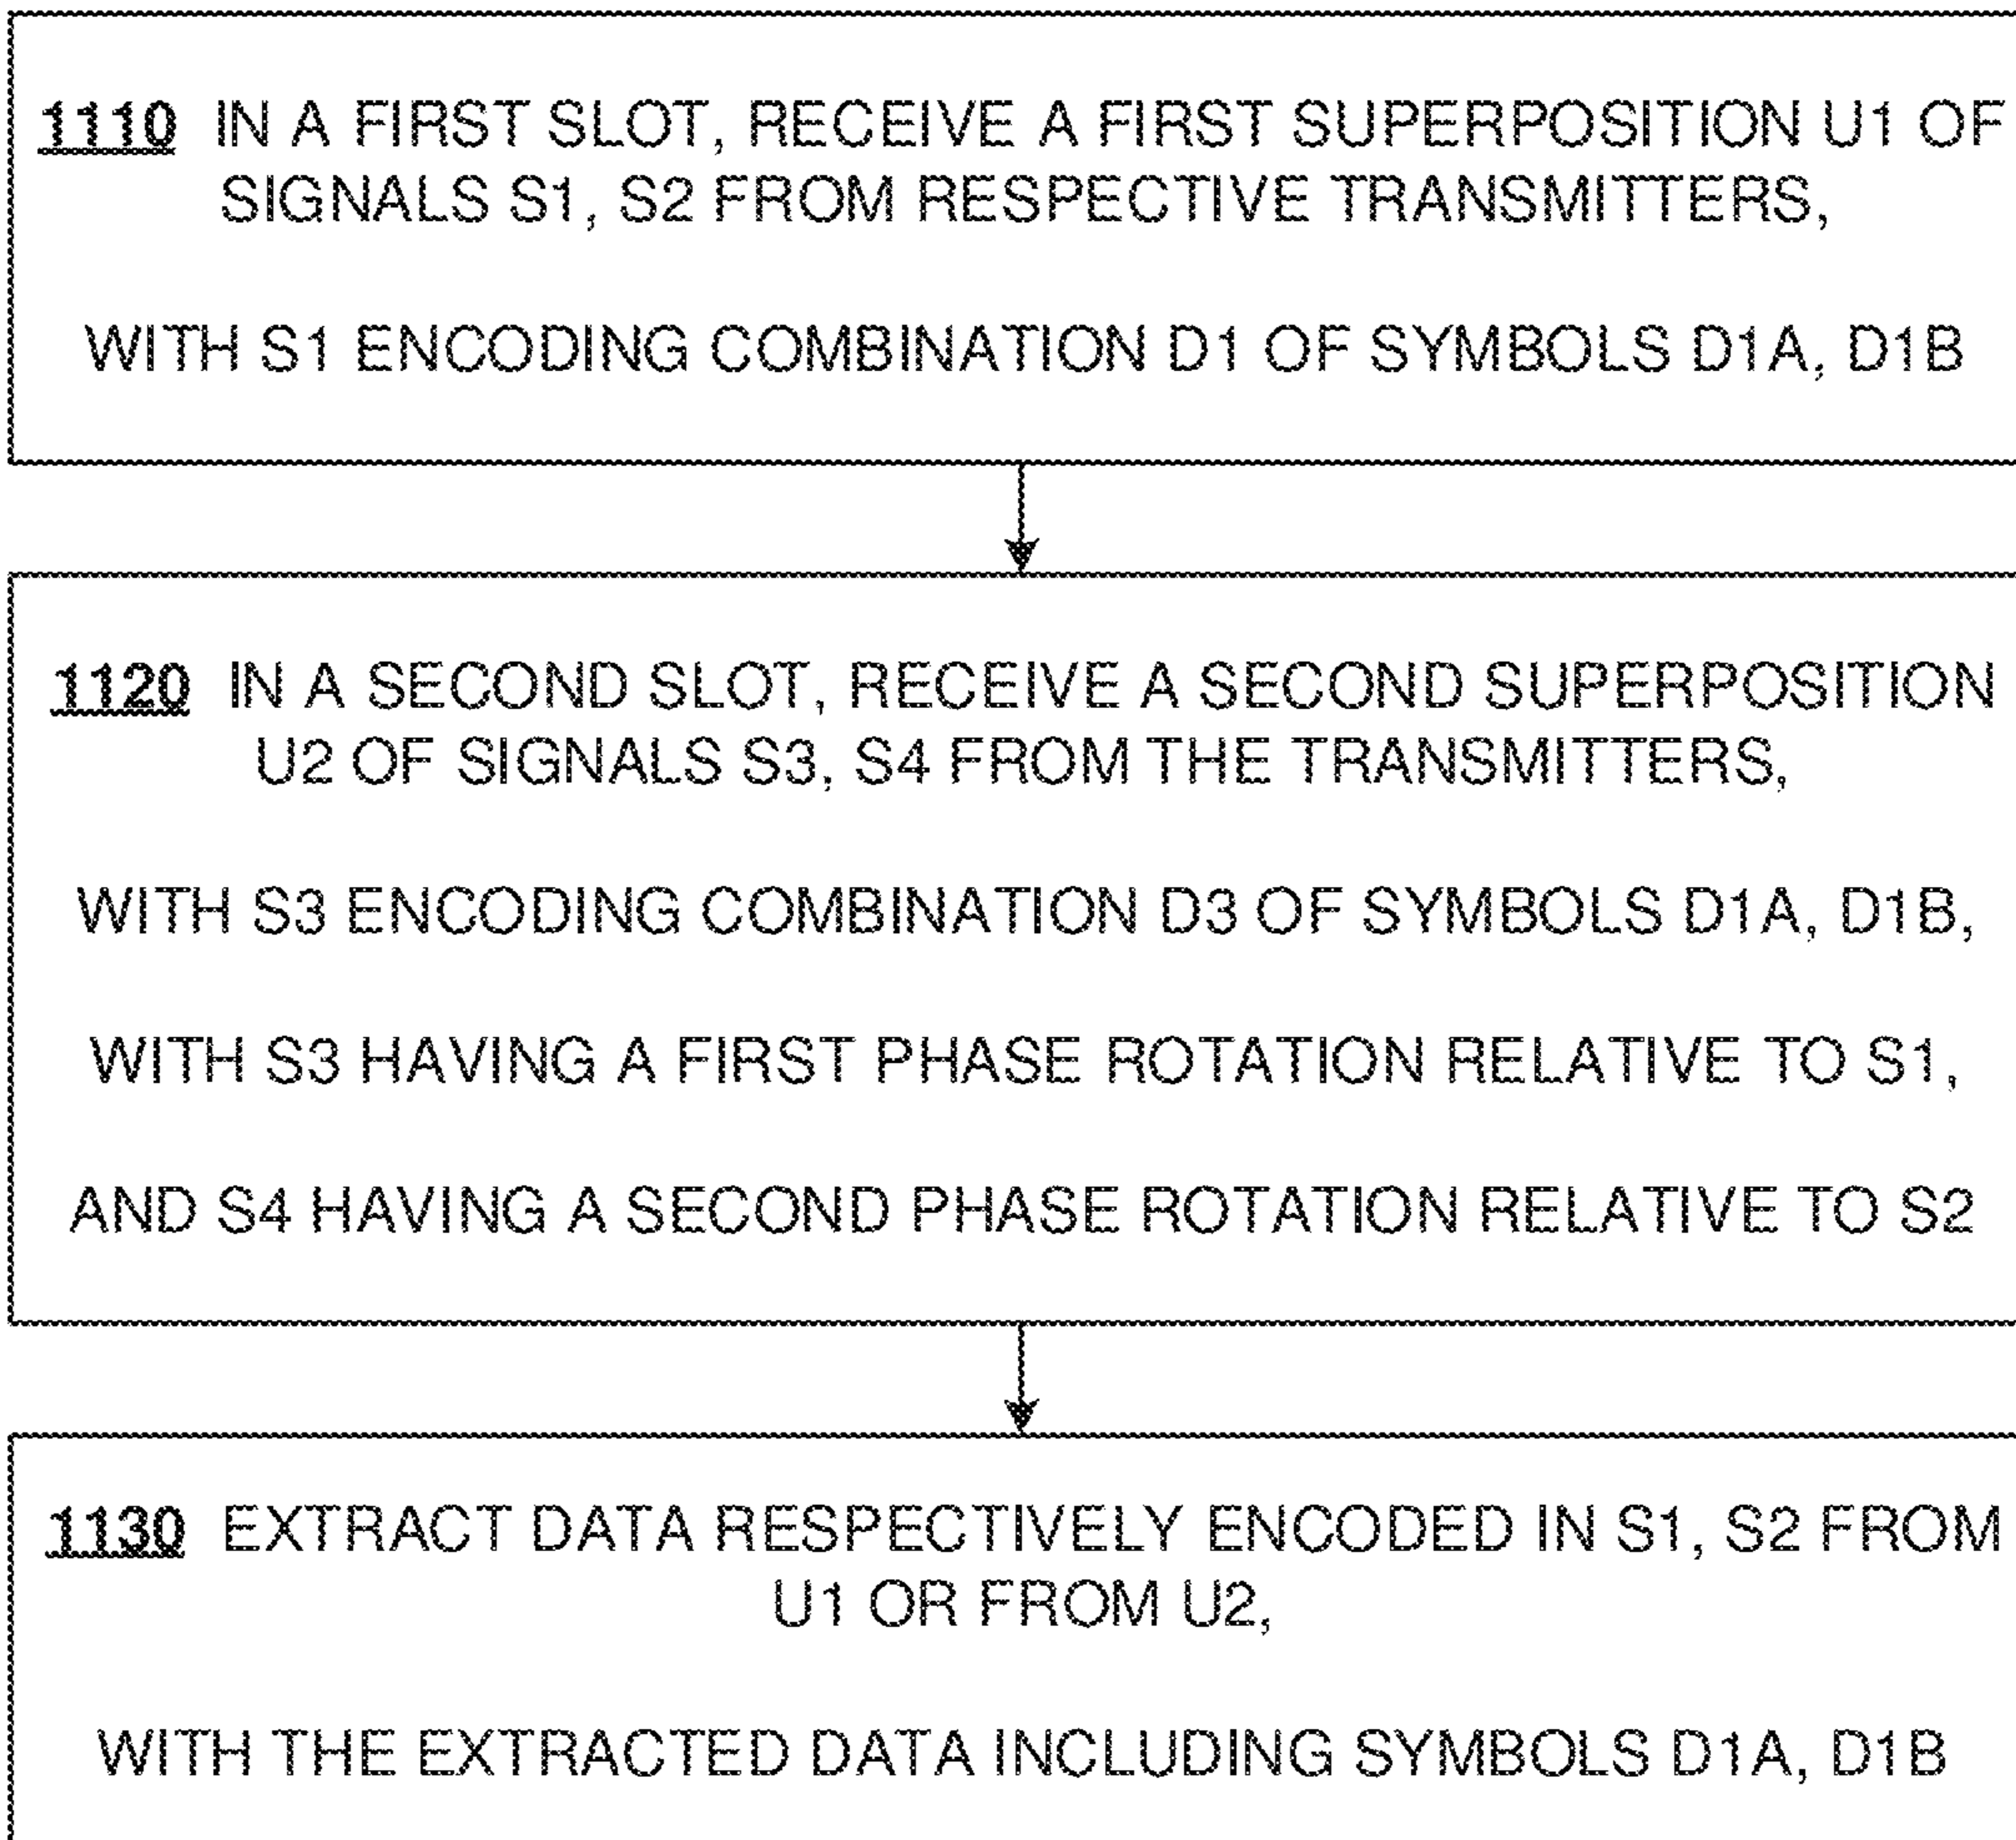 1110 IN A FIRST SLOT, RECEIVE A FIRST SUPERPOSITION U1 OF
SIGNALS S1, S2 FROM RESPECTIVE TRANSMITTERS,
WITH S1 ENCODING COMBINATION D1 OF SYMBOLS D1A, D1B
1120 IN A SECOND SLOT, RECEIVE A SECOND SUPERPOSITION
U2 OF SIGNALS S3, S4 FROM THE TRANSMITTERS,
WITH S3 ENCODING COMBINATION D3 OF SYMBOLS D1A, D1B,
WITH S3 HAVING A FIRST PHASE ROTATION RELATIVE TO S1,
AND S4 HAVING A SECOND PHASE ROTATION RELATIVE TO S2
1130 EXTRACT DATA RESPECTIVELY ENCODED IN S1, S2 FROM
U1 OR FROM U2,
WITH THE EXTRACTED DATA INCLUDING SYMBOLS D1A, D1B